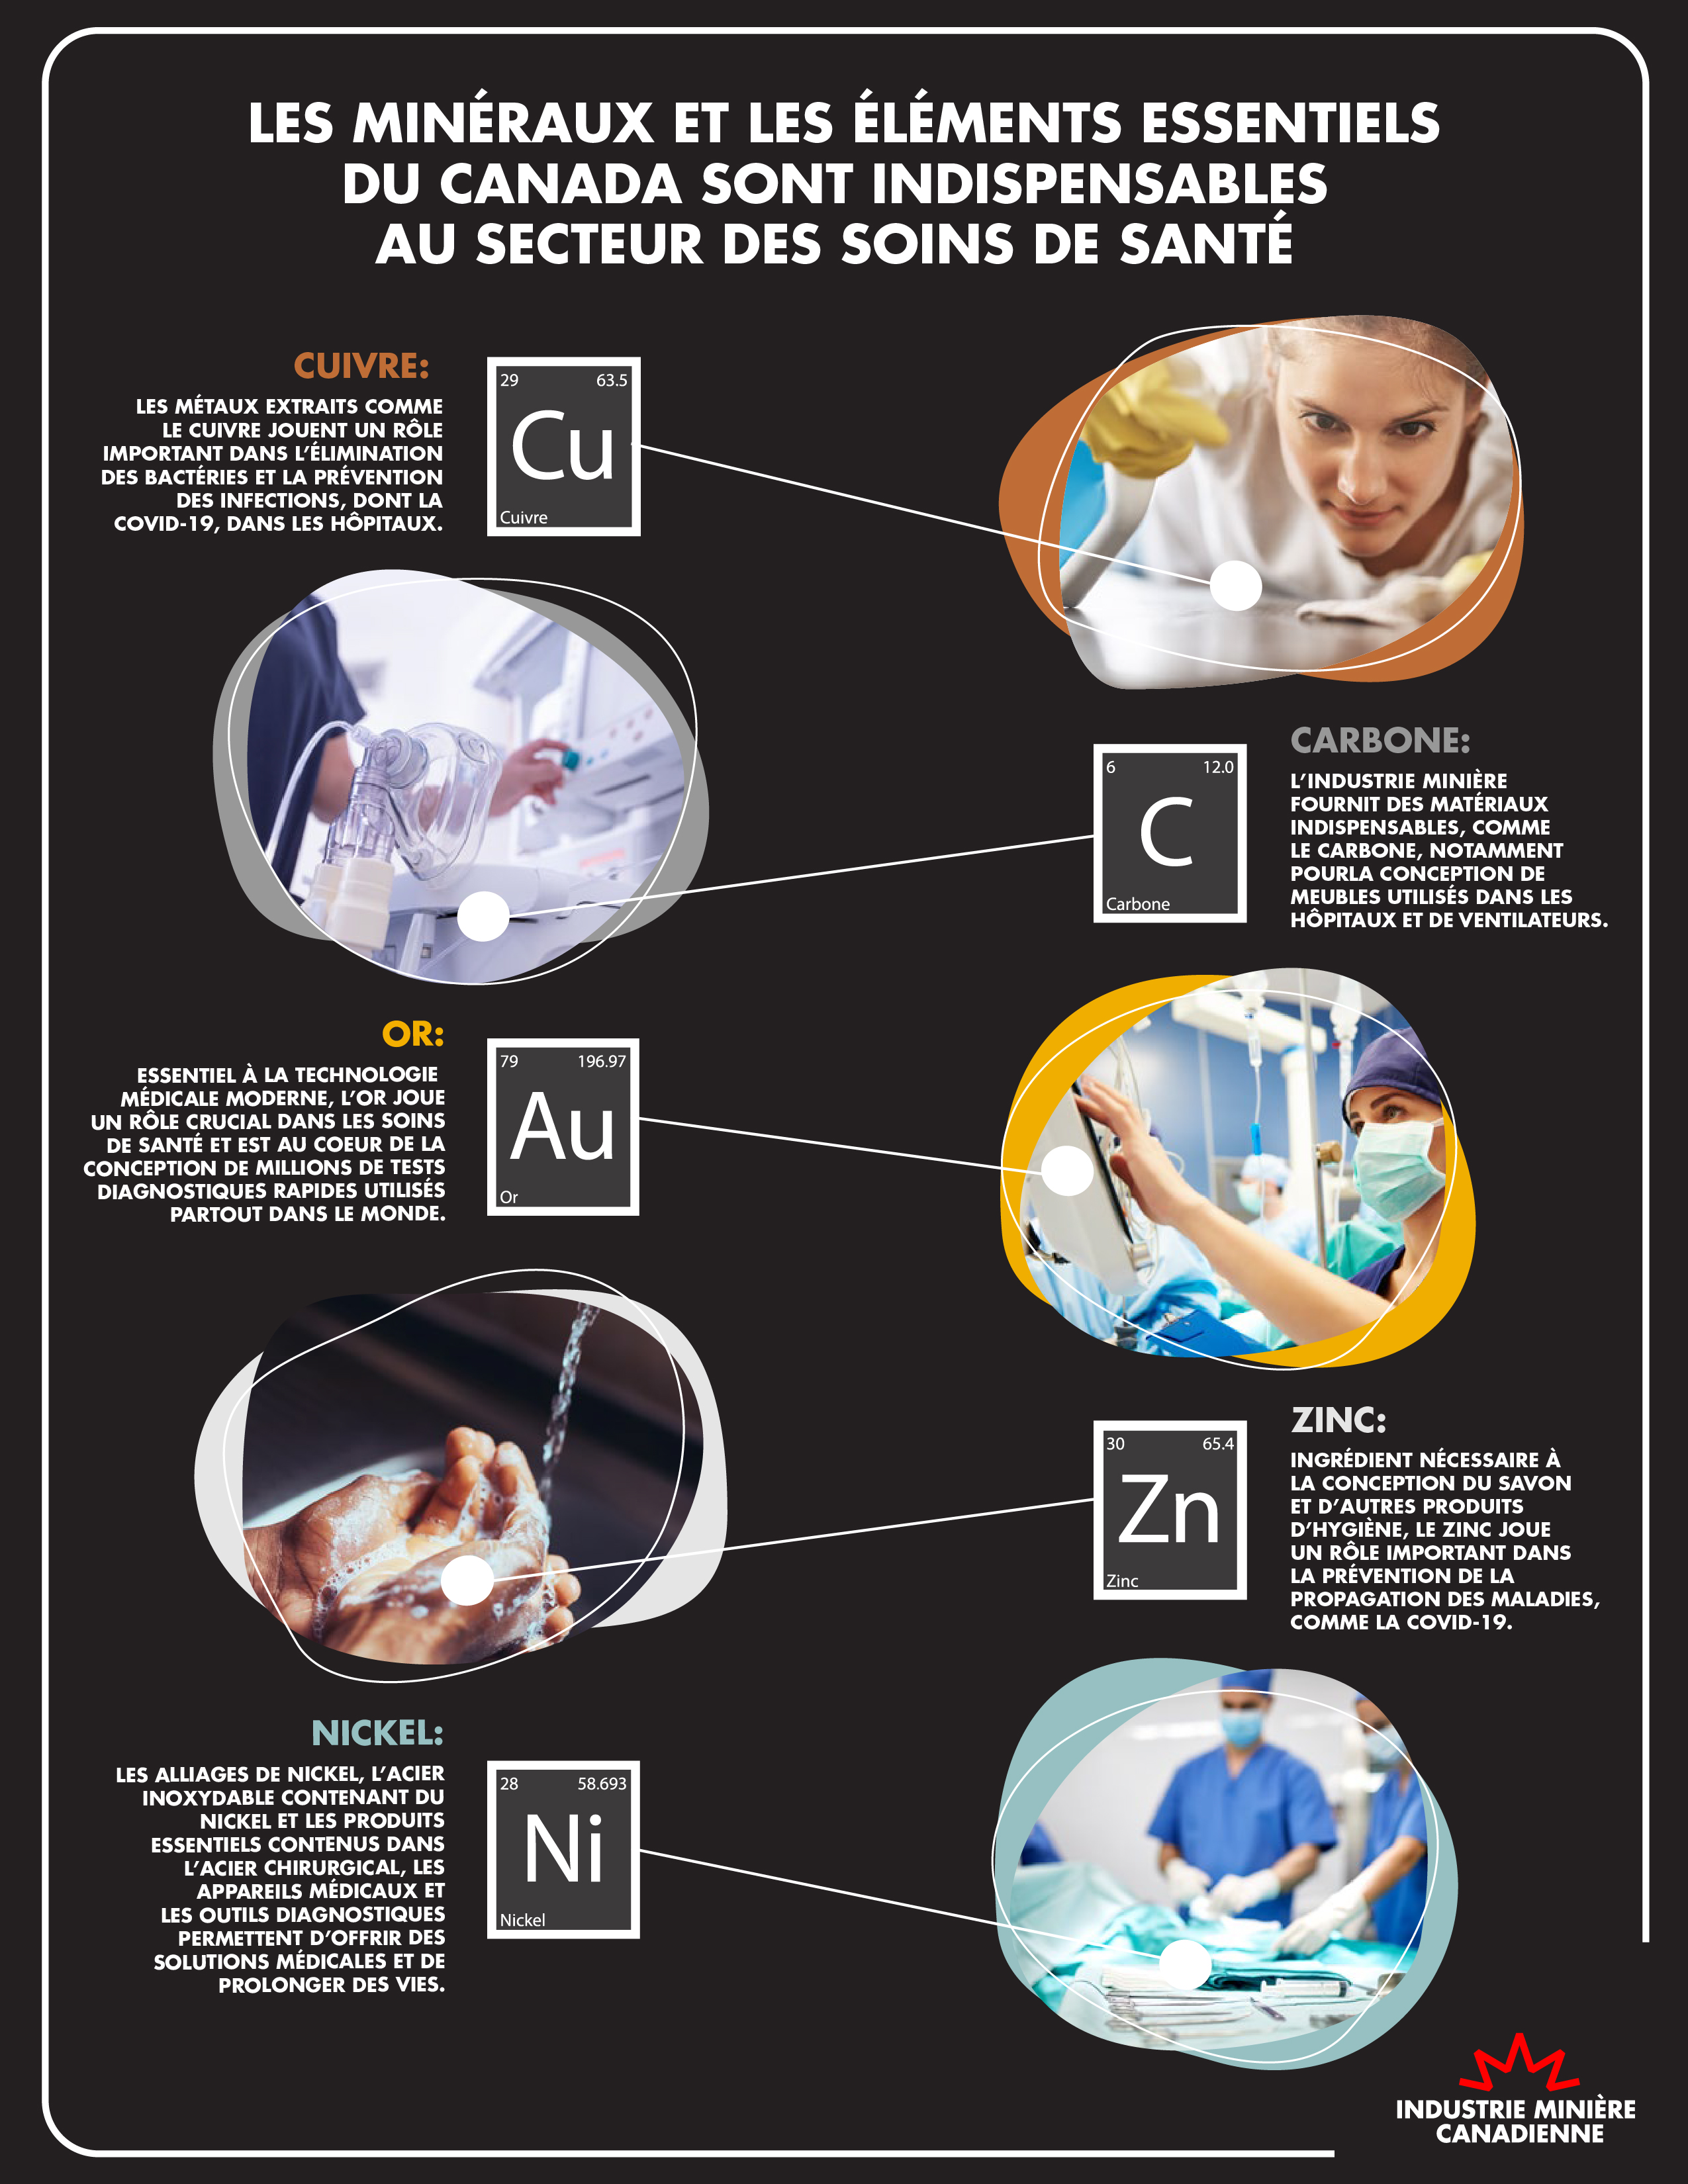 LES MINÉRAUX ET LES ÉLÉMENTS ESSENTIELS
DU CANADA SONT INDISPENSABLES
AU SECTEUR DES SOINS DE SANTÉ
CUIVRE:
LES MÉTAUX EXTRAITS COMME
LE CUIVRE JOUENT UN RÔLE
IMPORTANT DANS L'ÉLIMINATION
DES BACTÉRIES ET LA PRÉVENTION
DES INFECTIONS, DONT LA
COVID-19, DANS LES HÔPITAUX.
29 63.5
Cu
Cuivre
CARBONE:
L'INDUSTRIE MINIÈRE
FOURNIT DES MATÉRIAUX
INDISPENSABLES, COMME
LE CARBONE, NOTAMMENT
POURLA CONCEPTION DE
MEUBLES UTILISÉS DANS LES
HÔPITAUX ET DE VENTILATEURS.
6 12.0
C
Carbone
OR:
ESSENTIEL À LA TECHNOLOGIE
MÉDICALE MODERNE, L'OR JOUE
UN RÔLE CRUCIAL DANS LES SOINS
DE SANTÉ ET EST AU COEUR DE LA
CONCEPTION DE MILLIONS DE TESTS
DIAGNOSTIQUES RAPIDES UTILISÉS
PARTOUT DANS LE MONDE.
79 196.97
Au
Or
ZINC:
INGRÉDIENT NÉCESSAIRE À
LA CONCEPTION DU SAVON
ET D'AUTRES PRODUITS
D'HYGIÈNE, LE ZINC JOUE
UN RÔLE IMPORTANT DANS
LA PRÉVENTION DE LA
PROPAGATION DES MALADIES,
COMME LA COVID-19.
30 65.4
Zn
Zinc
NICKEL:
LES ALLIAGES DE NICKEL, L'ACIER
INOXYDABLE CONTENANT DU
NICKEL ET LES PRODUITS
ESSENTIELS CONTENUS DANS
L'ACIER CHIRURGICAL, LES
APPAREILS MÉDICAUX ET
LES OUTILS DIAGNOSTIQUES
PERMETTENT D'OFFRIR DES
SOLUTIONS MÉDICALES ET DE
PROLONGER DES VIES.
28 58.693
Ni
Nickel
INDUSTRIE MINIÈRE
CANADIENNE